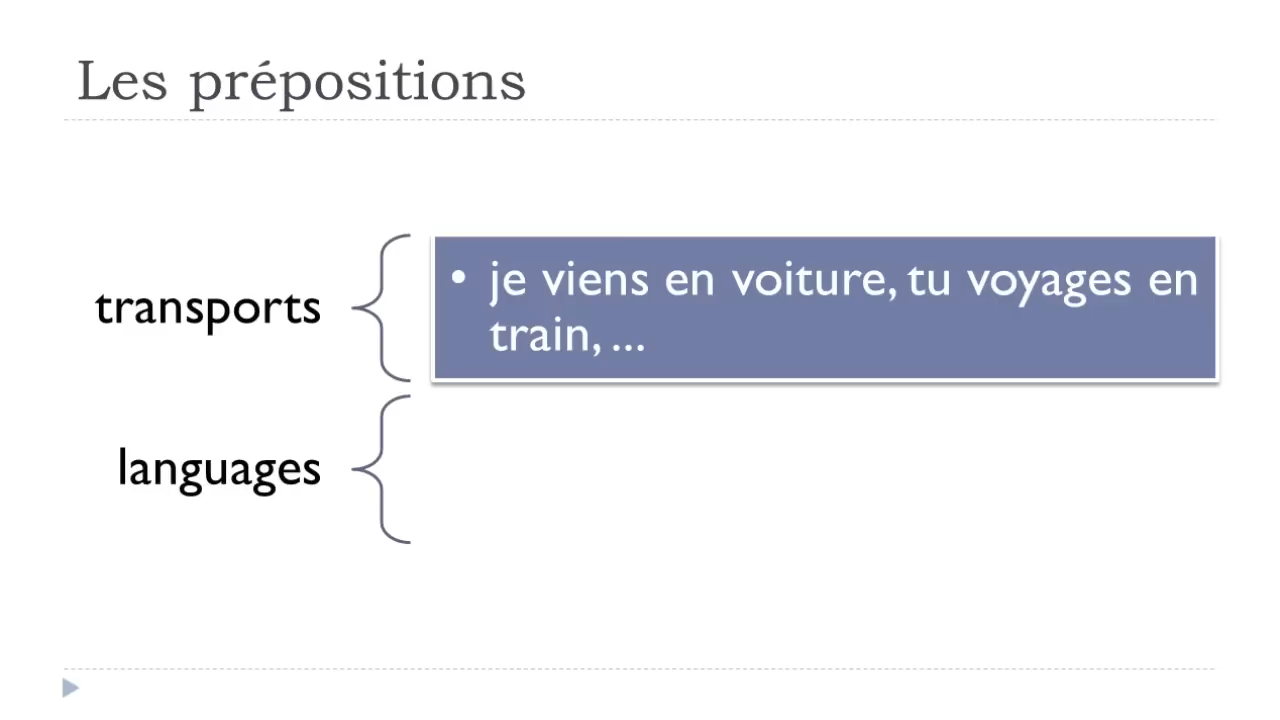 Les prépositions
transports
• je viens en voiture, tu voyages en
train, ...
languages